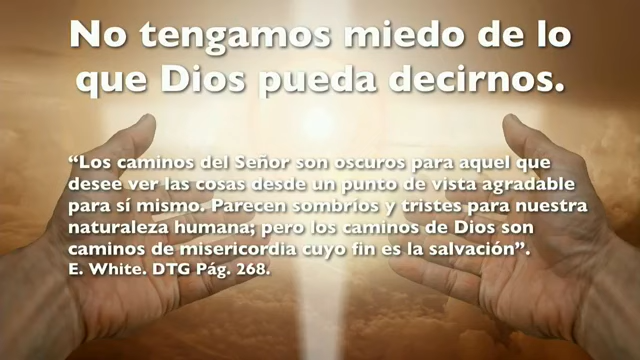 No tengamos miedo de lo
que Dios pueda decirnos.
“Los caminos del Señor son oscuros para aquel que
desee ver las cosas desde un punto de vista agradable
para sí mismo. Parecen sombríos y tristes para nuestra
naturaleza humana; pero los caminos de Dios son
caminos de misericordia cuyo fin es la salvación”.
E. White. DTG Pág. 268.